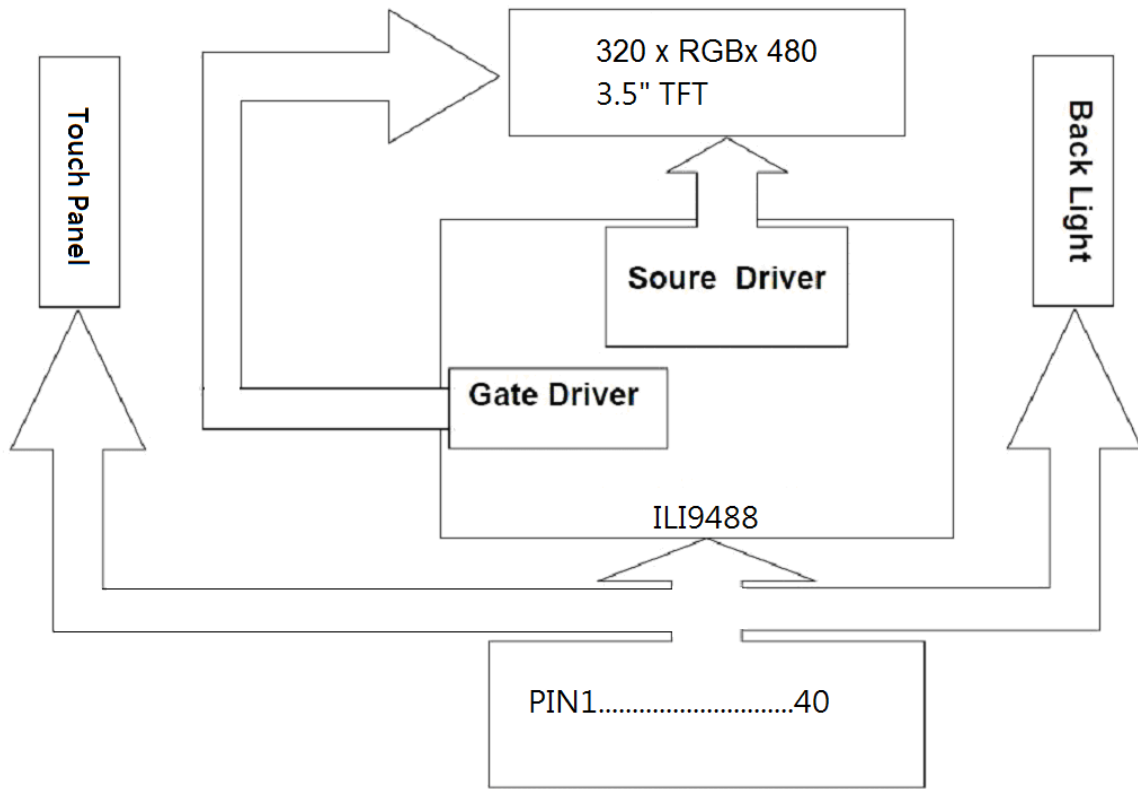 320 x RGBx 480
3.5" TFT
Touch Panel
Back Light
Soure Driver
Gate Driver
ILI9488
PIN1.............................40